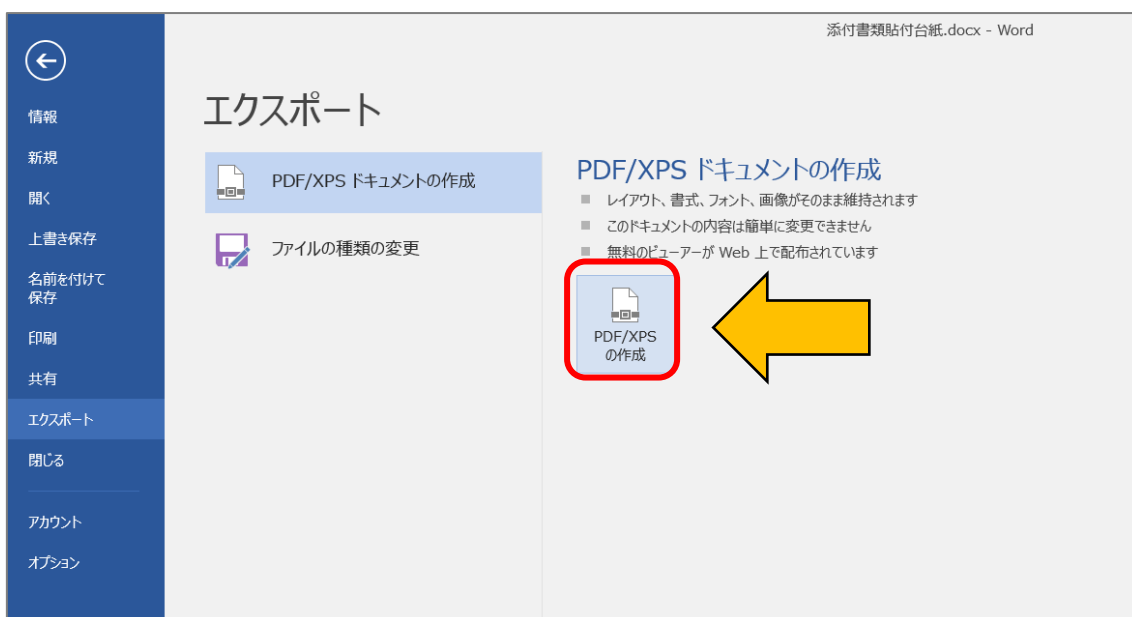 添付書類貼付台紙.docx - Word
情報
新規
開く
上書き保存
名前を付けて
保存
印刷
共有
エクスポート
閉じる
アカウント
オプション
エクスポート
PDF/XPS ドキュメントの作成
ファイルの種類の変更
PDF/XPS ドキュメントの作成
レイアウト、書式、フォント、画像がそのまま維持されます
このドキュメントの内容は簡単に変更できません
無料のビューアーが Web 上で配布されています
PDF/XPS
の作成